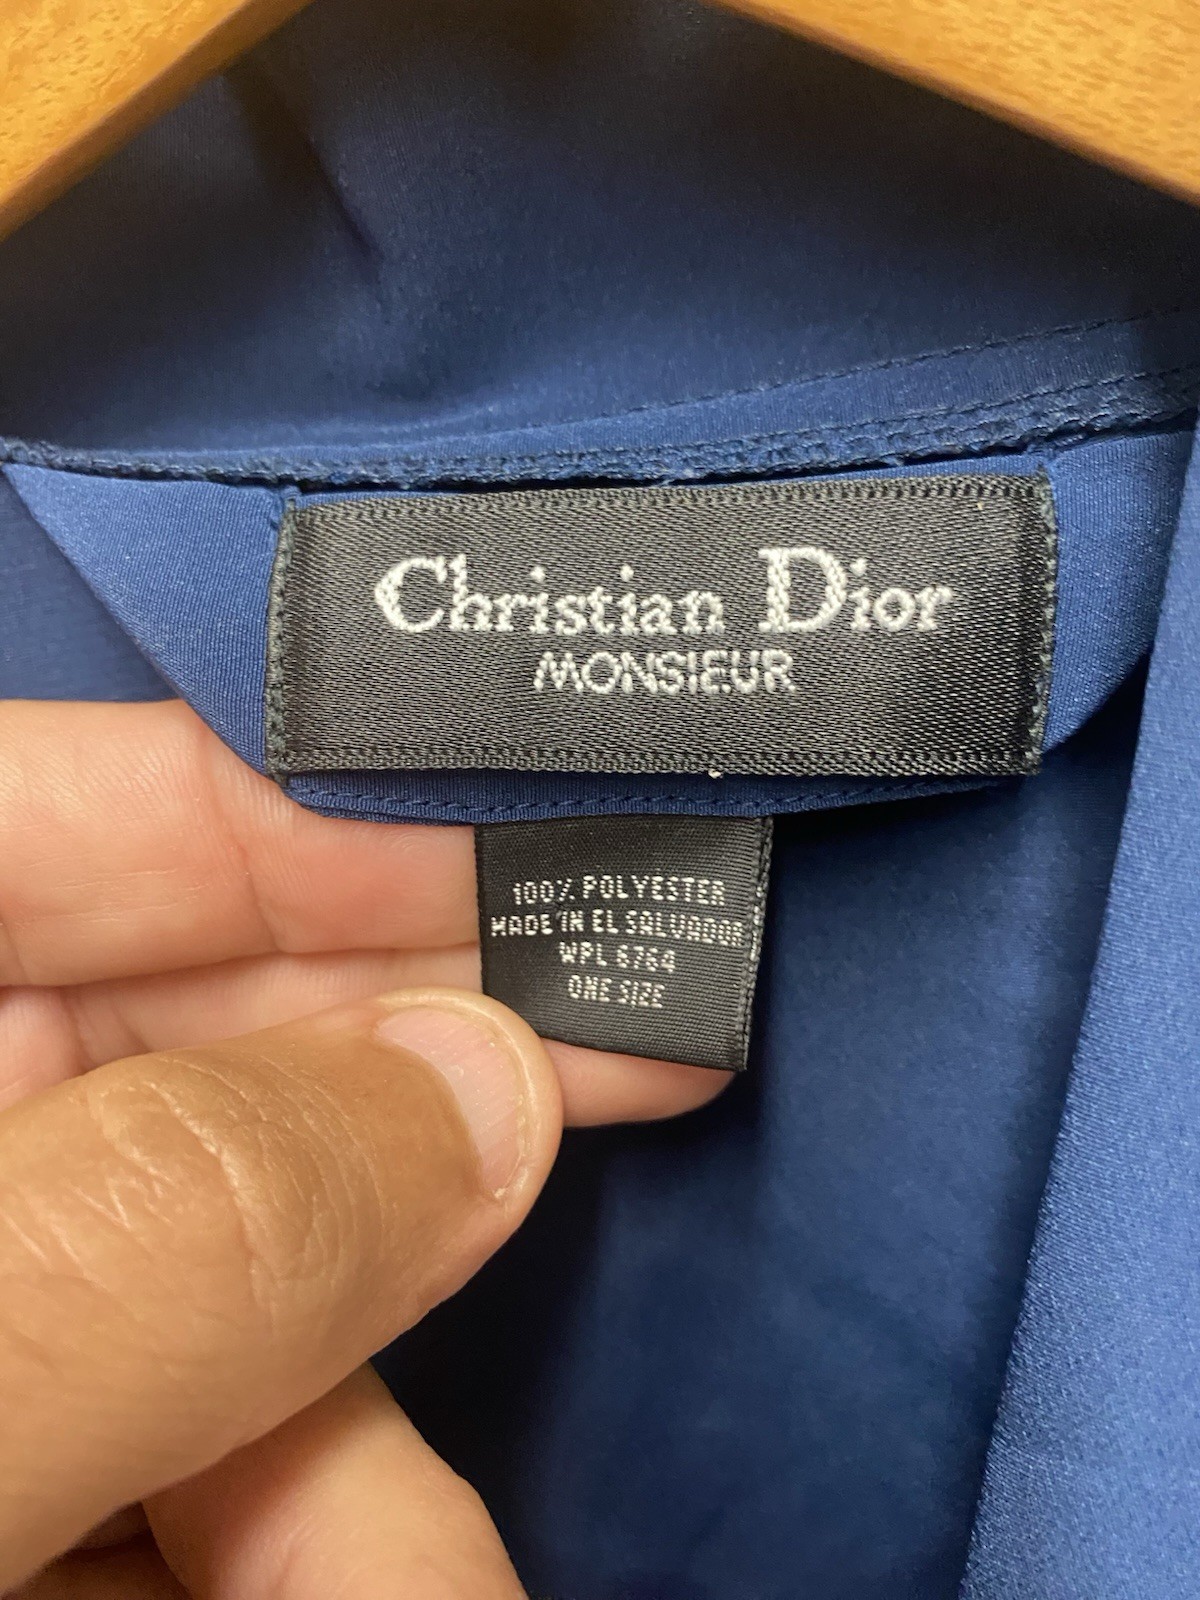 Christian Dior
MONSIEUR
100% POLYESTER
MADE IN EL SALVADOR
WPL 6764
ONE SIZE